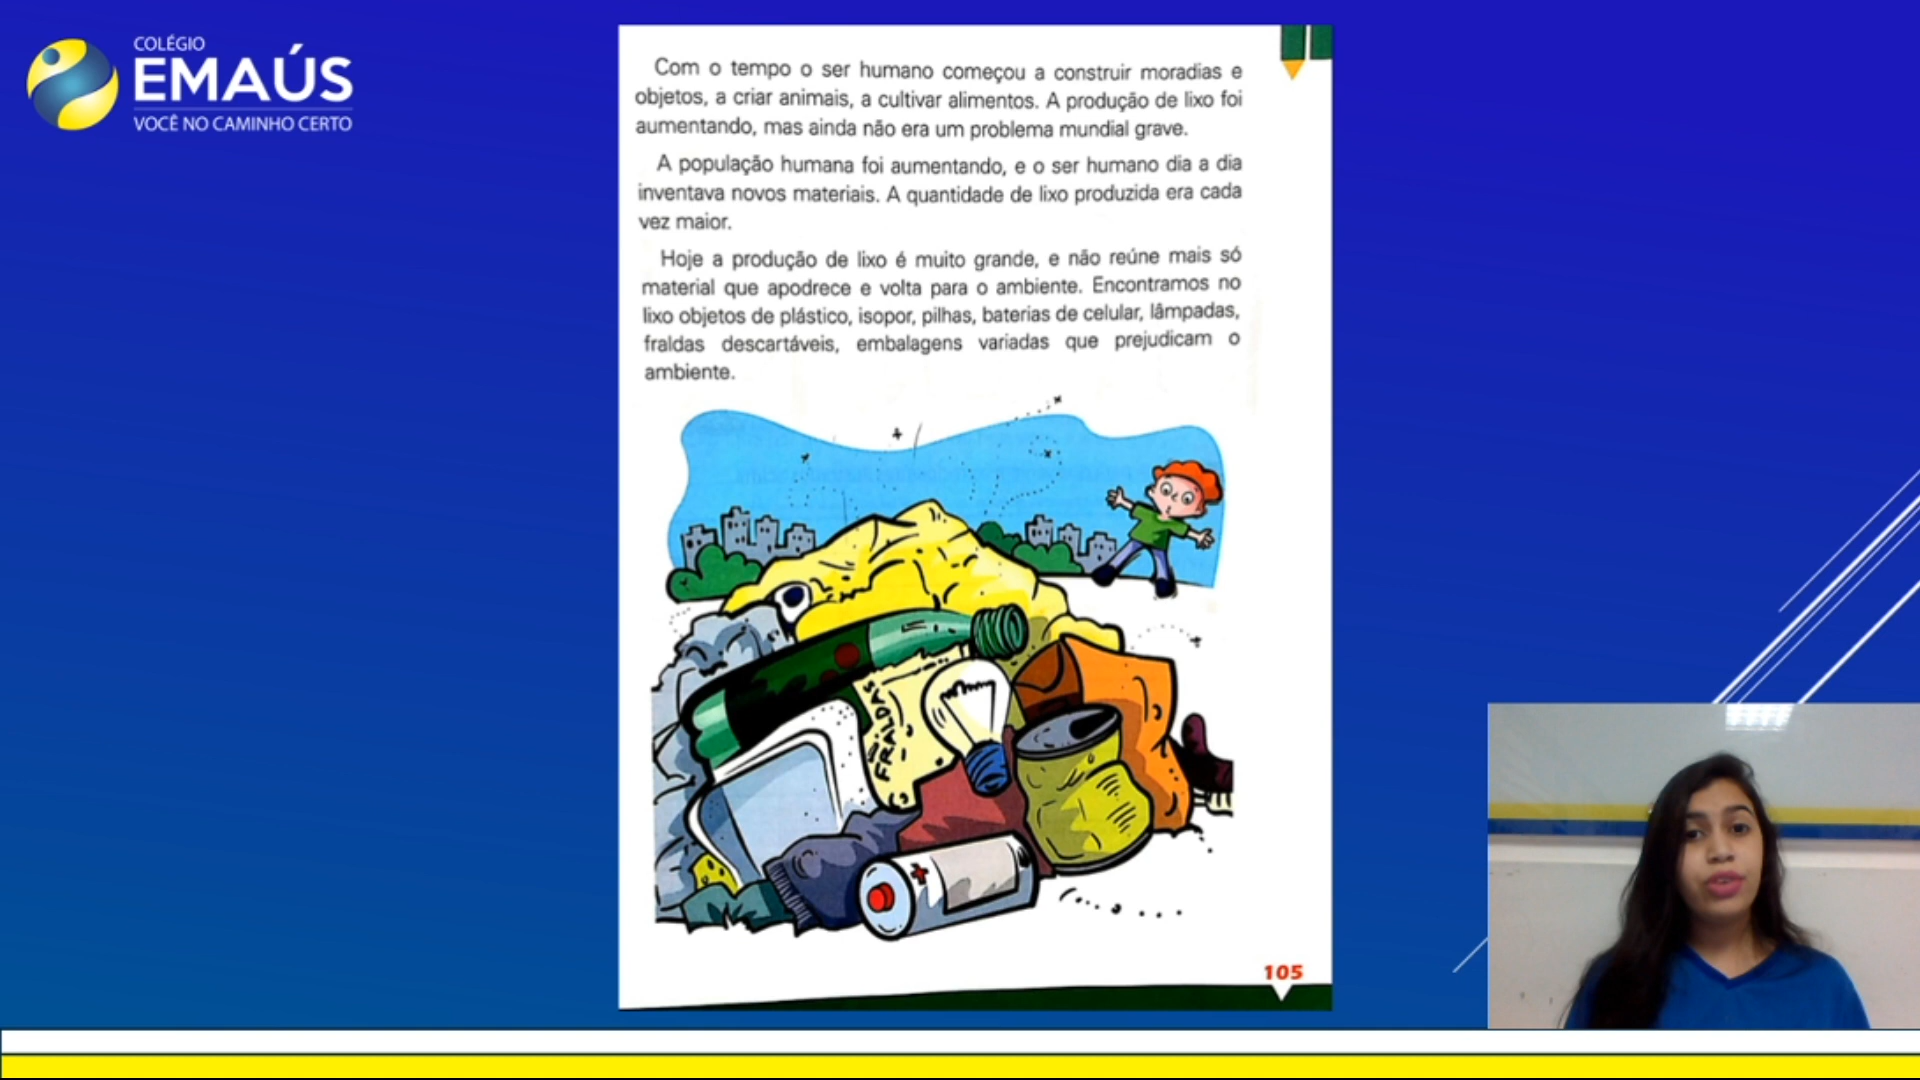 COLÉGIO
EMAÚS
VOCÊ NO CAMINHO CERTO
Com o tempo o ser humano começou a construir moradias e
objetos, a criar animais, a cultivar alimentos. A produção de lixo foi
aumentando, mas ainda não era um problema mundial grave.
A população humana foi aumentando, e o ser humano dia a dia
inventava novos materiais. A quantidade de lixo produzida era cada
vez maior.
Hoje a produção de lixo é muito grande, e não reúne mais só
material que apodrece e volta para o ambiente. Encontramos no
lixo objetos de plástico, isopor, pilhas, baterias de celular, lâmpadas,
fraldas descartáveis, embalagens variadas que prejudicam o
ambiente.
FRALDAS
+
105